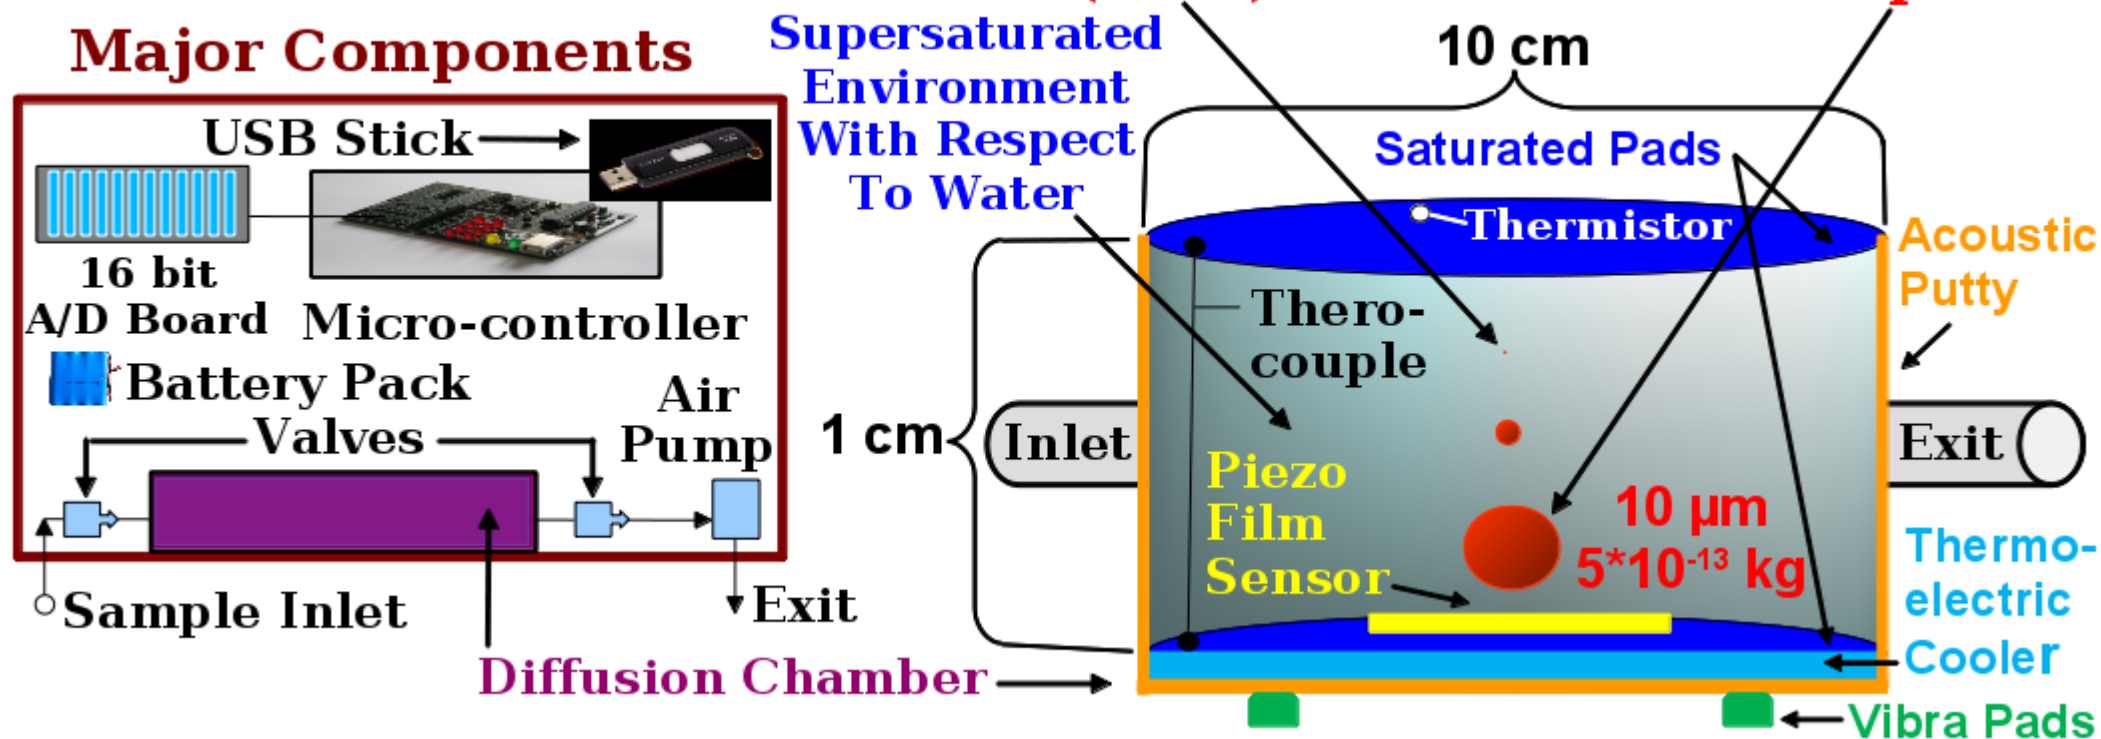 Major Components
USB Stick
16 bit
A/D Board
Micro-controller
Battery Pack
Valves
Air
Pump
Sample Inlet
Exit
Diffusion Chamber
Supersaturated
Environment
With Respect
To Water
10 cm
Saturated Pads
Thermistor
Acoustic
Putty
Thero-
couple
1 cm
Inlet
Exit
Piezo
Film
Sensor
10 µm
5*10⁻¹³ kg
Thermo-
electric
Cooler
Vibra Pads